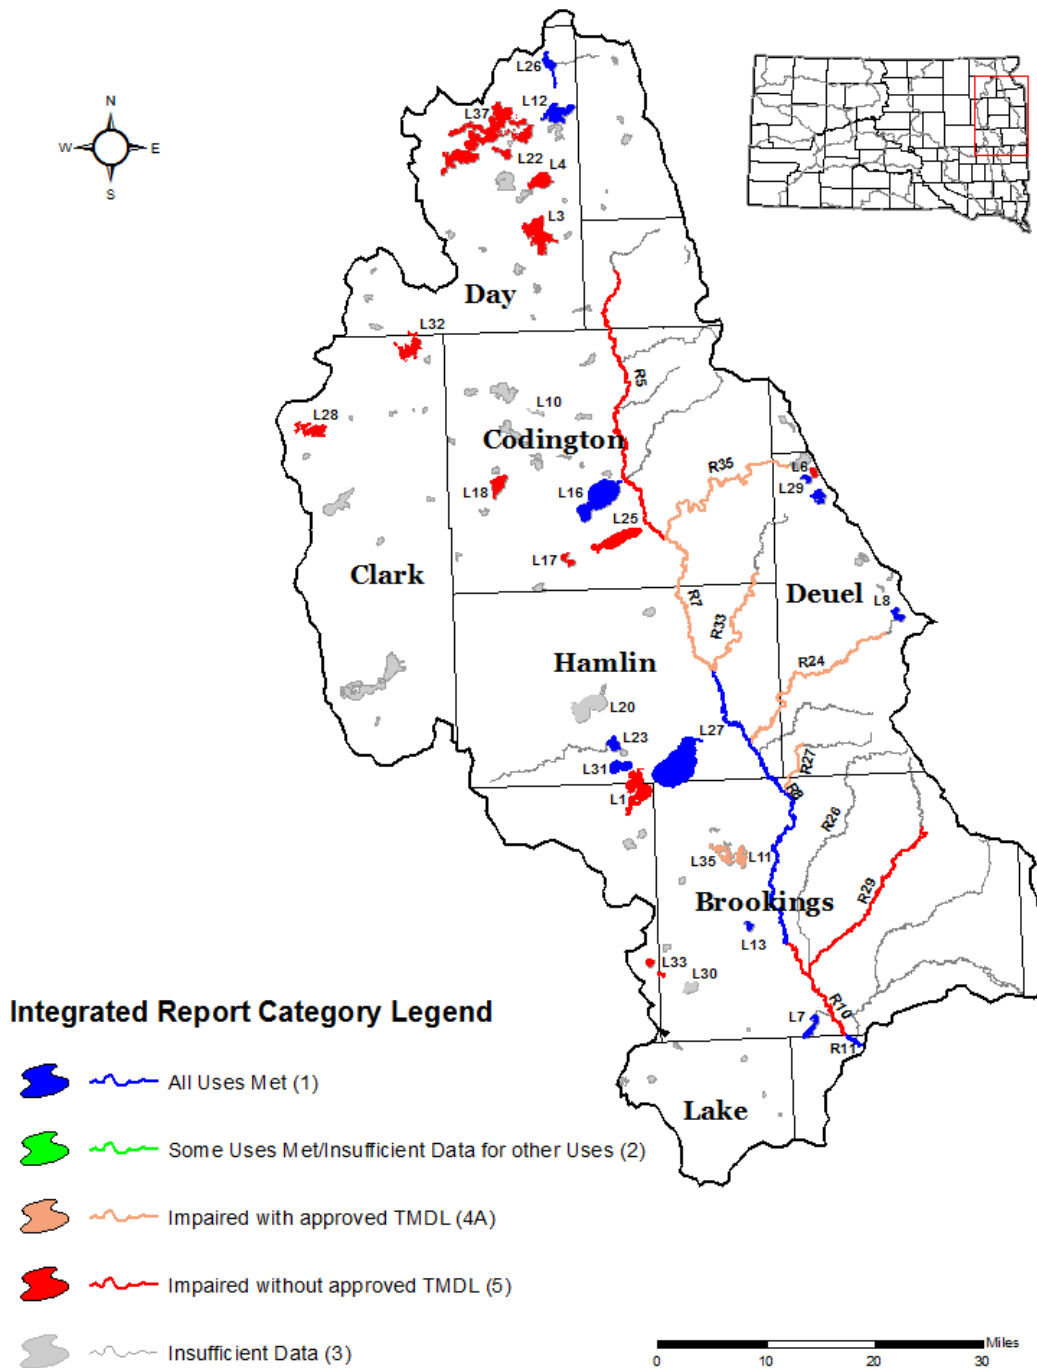 N
W
E
S
L26
L37
L12
L22
L4
L3
Day
L32
R5
L28
L10
Codington
R35
L6
L18
L16
L29
L25
L17
Clark
Deuel
R7
L8
R33
Hamlin
R24
L20
L23
L27
L31
R27
L1
R8
R26
L35
L11
R29
Brookings
L13
L33
L30
R10
L7
R11
Lake
Integrated Report Category Legend
All Uses Met (1)
Some Uses Met/Insufficient Data for other Uses (2)
Impaired with approved TMDL (4A)
Impaired without approved TMDL (5)
Insufficient Data (3)
Miles
0 10 20 30